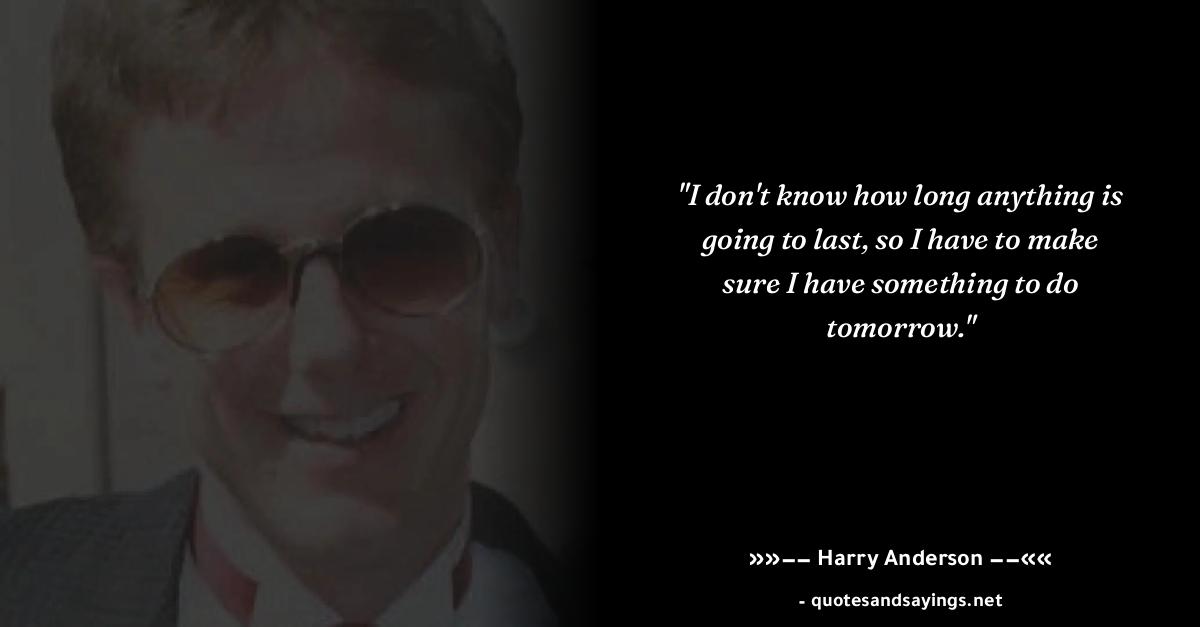 "I don't know how long anything is
going to last, so I have to make
sure I have something to do
tomorrow."
»»−− Harry Anderson −−««
- quotesandsayings.net